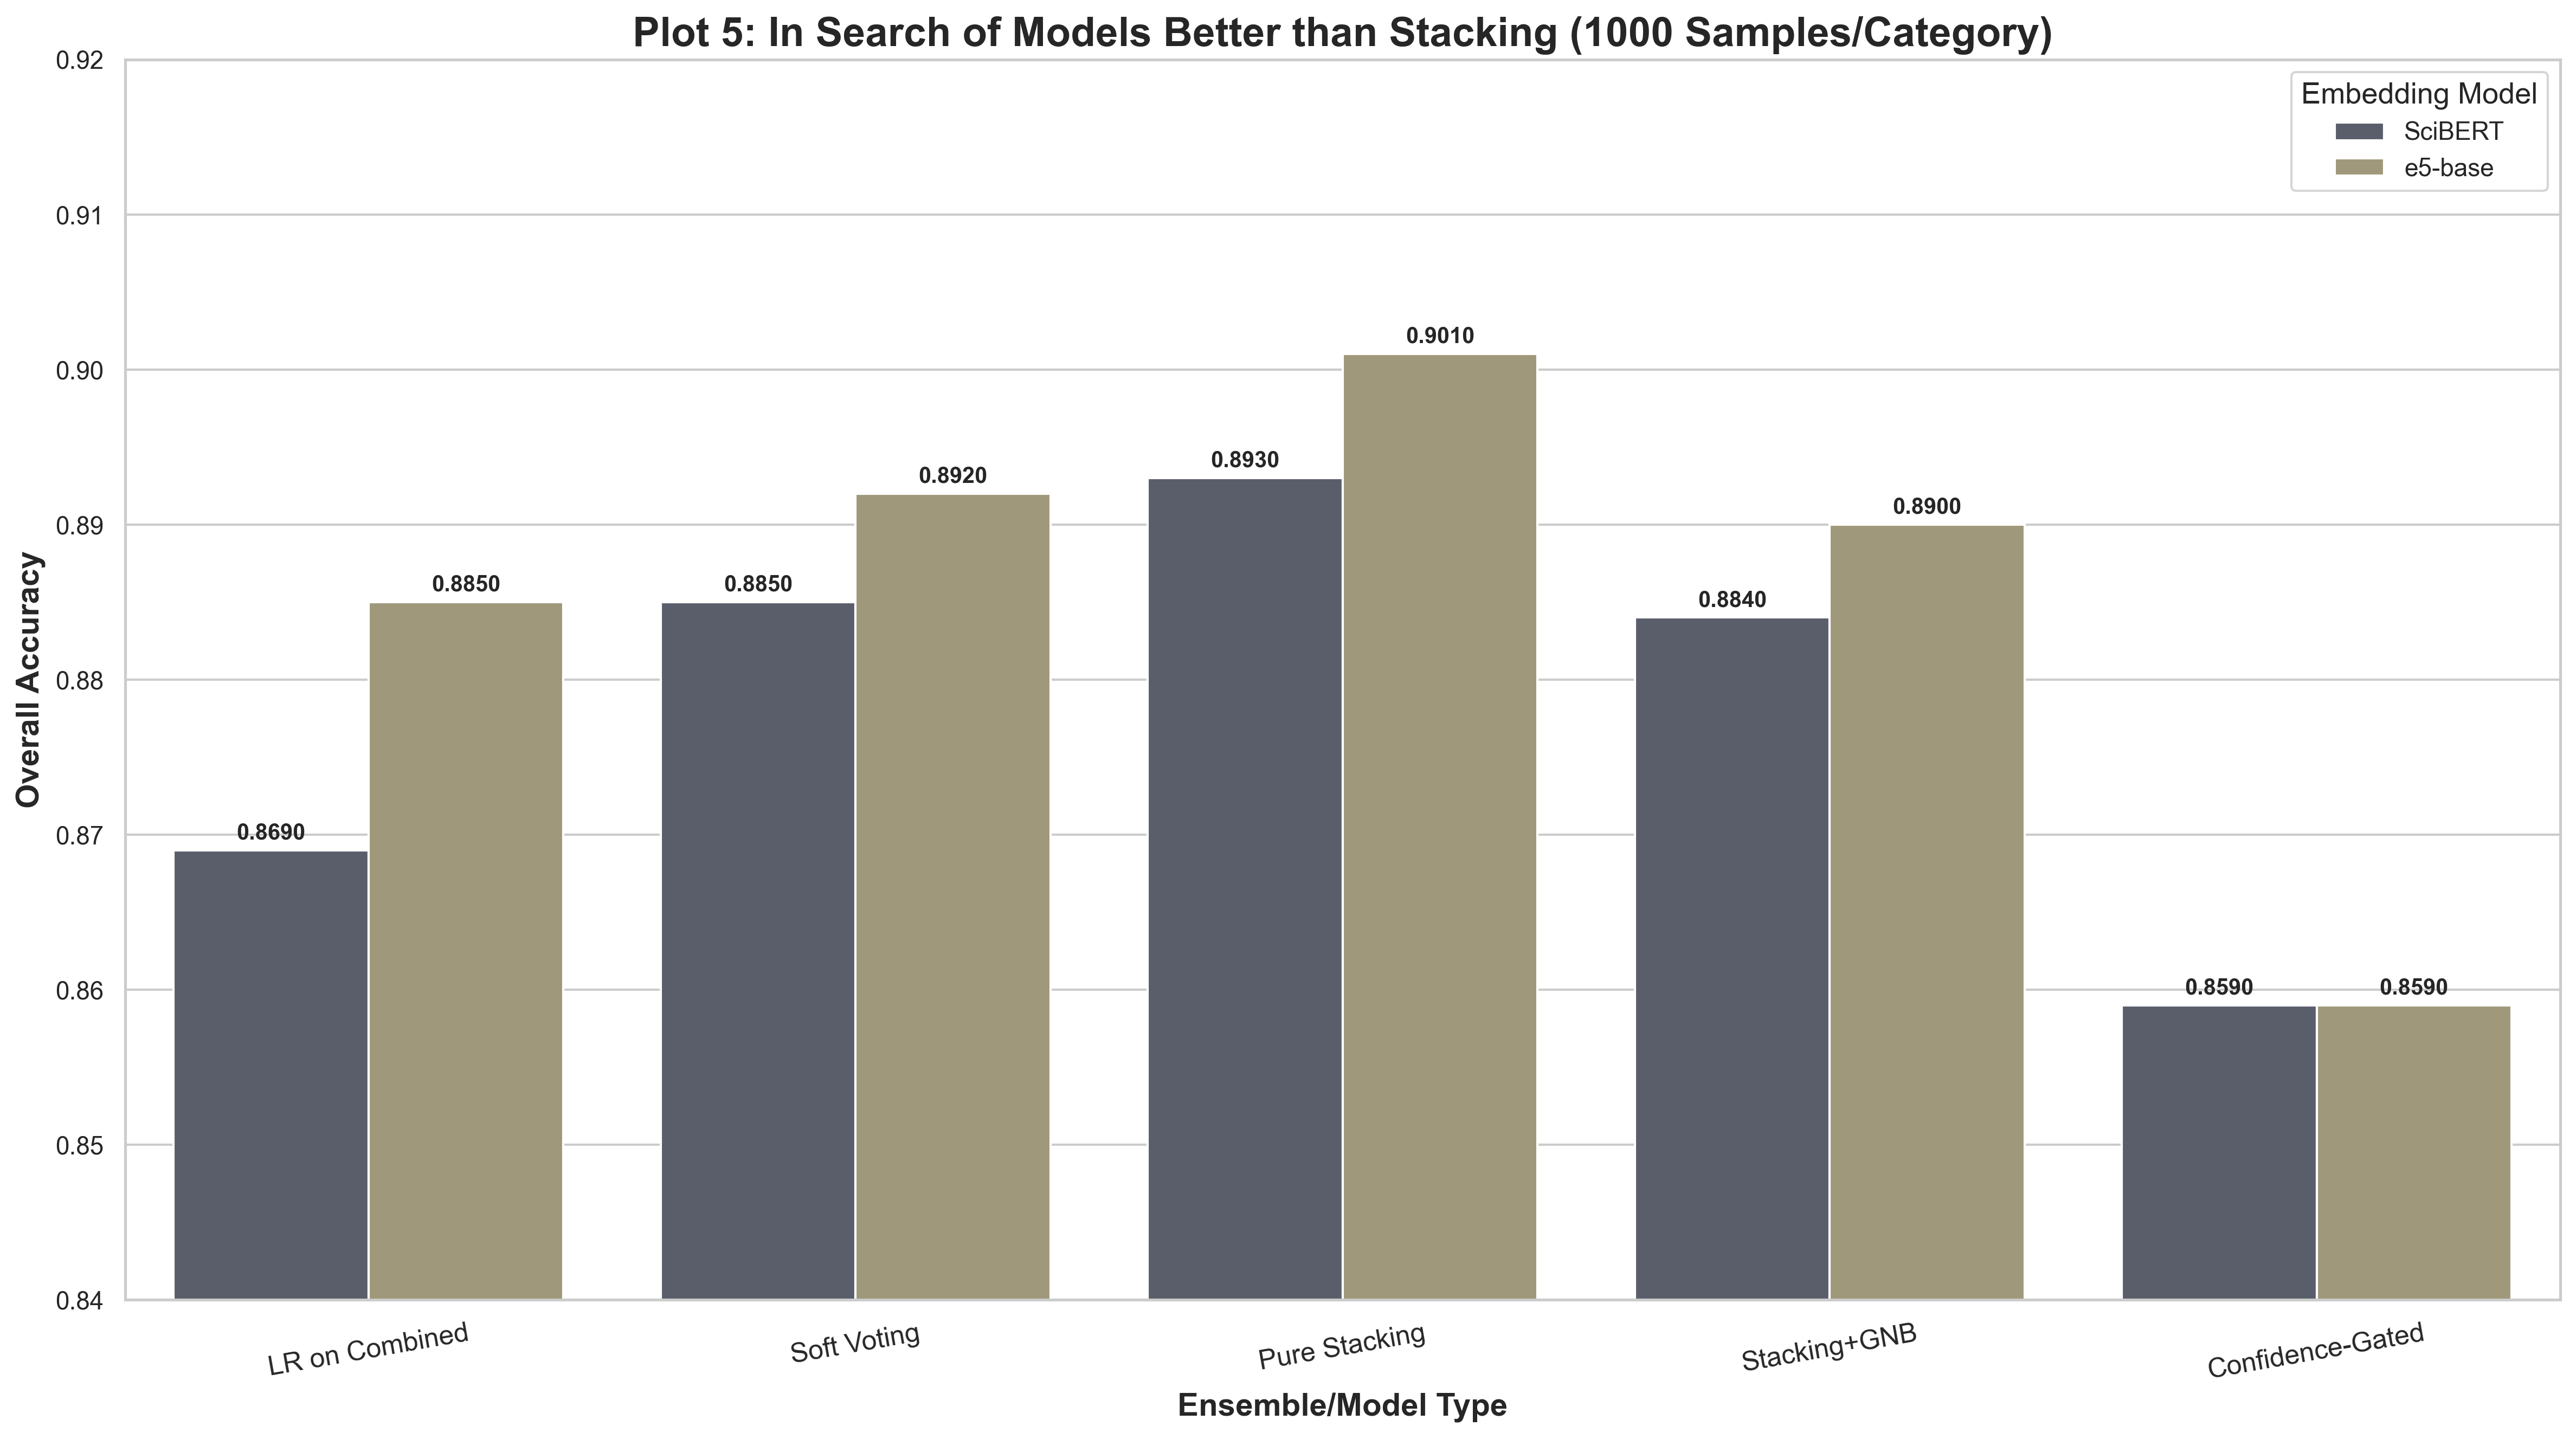 Plot 5: In Search of Models Better than Stacking (1000 Samples/Category)
Embedding Model
SciBERT
e5-base
Overall Accuracy
0.92
0.91
0.90
0.89
0.88
0.87
0.86
0.85
0.84
0.8690
0.8850
0.8850
0.8920
0.8930
0.9010
0.8840
0.8900
0.8590
0.8590
LR on Combined
Soft Voting
Pure Stacking
Stacking+GNB
Confidence-Gated
Ensemble/Model Type